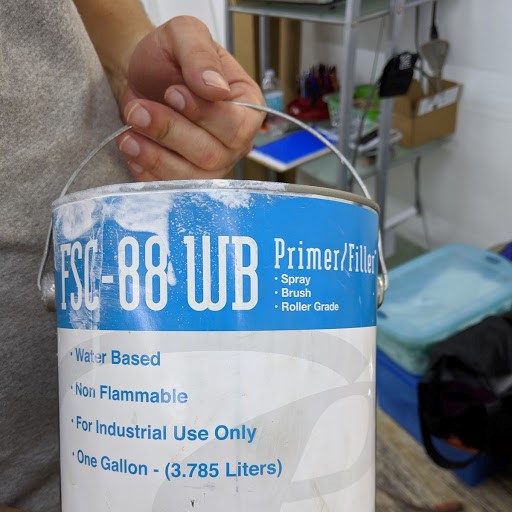 FSC-88 WB Primer/Filler
· Spray
· Brush
· Roller Grade
· Water Based
· Non Flammable
· For Industrial Use Only
· One Gallon - (3.785 Liters)